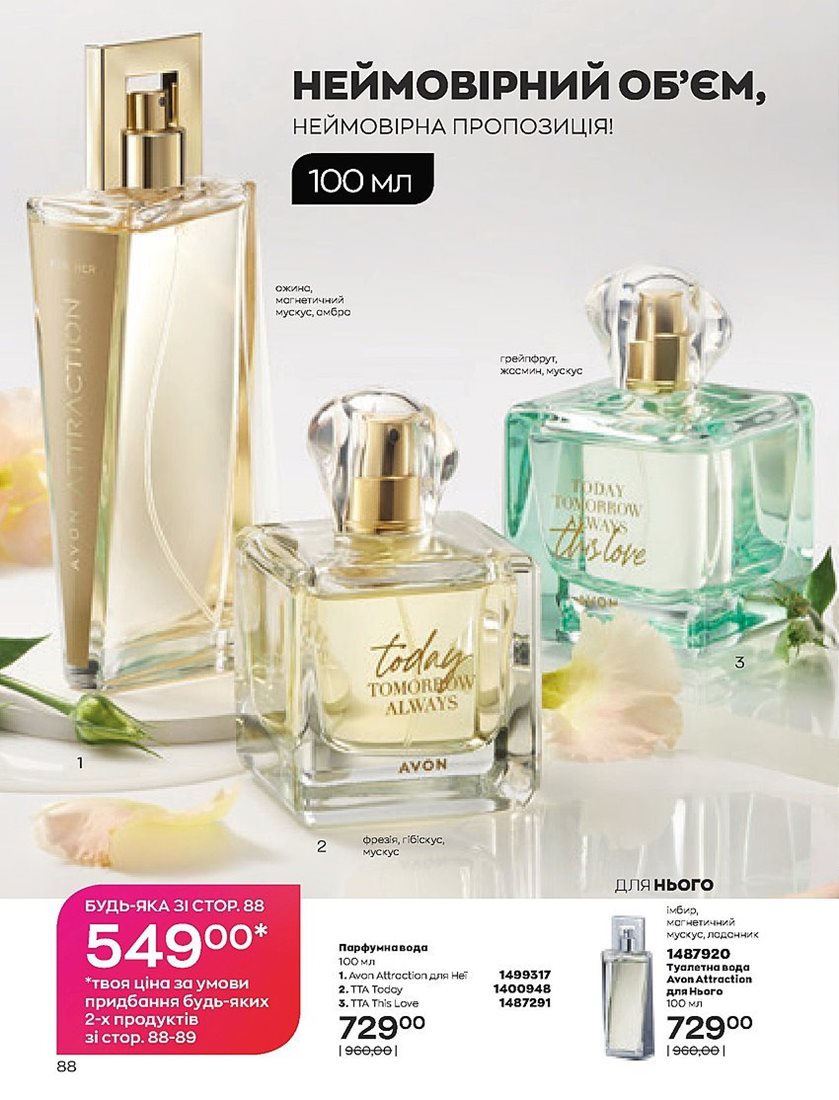 НЕЙМОВІРНИЙ ОБ’ЄМ,
НЕЙМОВІРНА ПРОПОЗИЦІЯ!
100 МЛ
FOR HER
AVON ATTRACTION
ожина,
магнетичний
мускус, амбра
грейпфрут,
жасмин, мускус
TODAY
TOMORROW
ALWAYS
this love
AVON
3
today
TOMORROW
ALWAYS
AVON
1
2
фрезія, гібіскус,
мускус
БУДЬ-ЯКА ЗІ СТОР. 88
549⁰⁰*
*твоя ціна за умови
придбання будь-яких
2-х продуктів
зі стор. 88-89
Парфумна вода
100 мл
1. Avon Attraction для Неї 1499317
2. TTA Today 1400948
3. TTA This Love 1487291
729⁰⁰
| 960,00 |
ДЛЯ НЬОГО
імбир,
магнетичний
мускус, ладанник
1487920
Туалетна вода
Avon Attraction
для Нього
100 мл
729⁰⁰
| 960,00 |
88